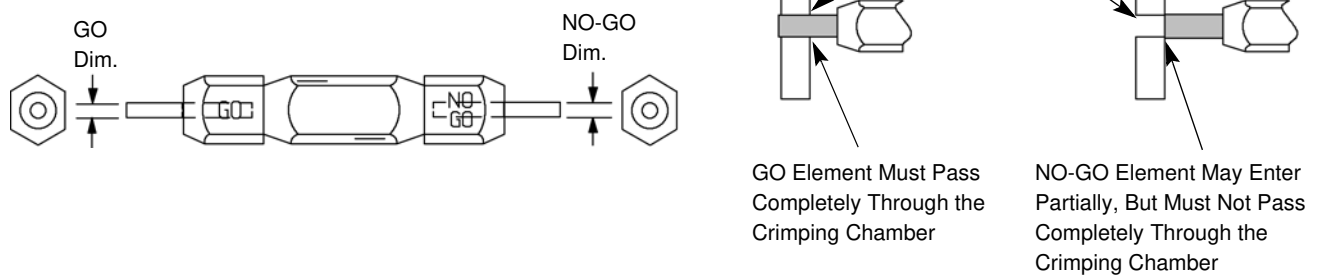 GO
Dim.
NO-GO
Dim.
GO
NO
GO
GO Element Must Pass
Completely Through the
Crimping Chamber
NO-GO Element May Enter
Partially, But Must Not Pass
Completely Through the
Crimping Chamber